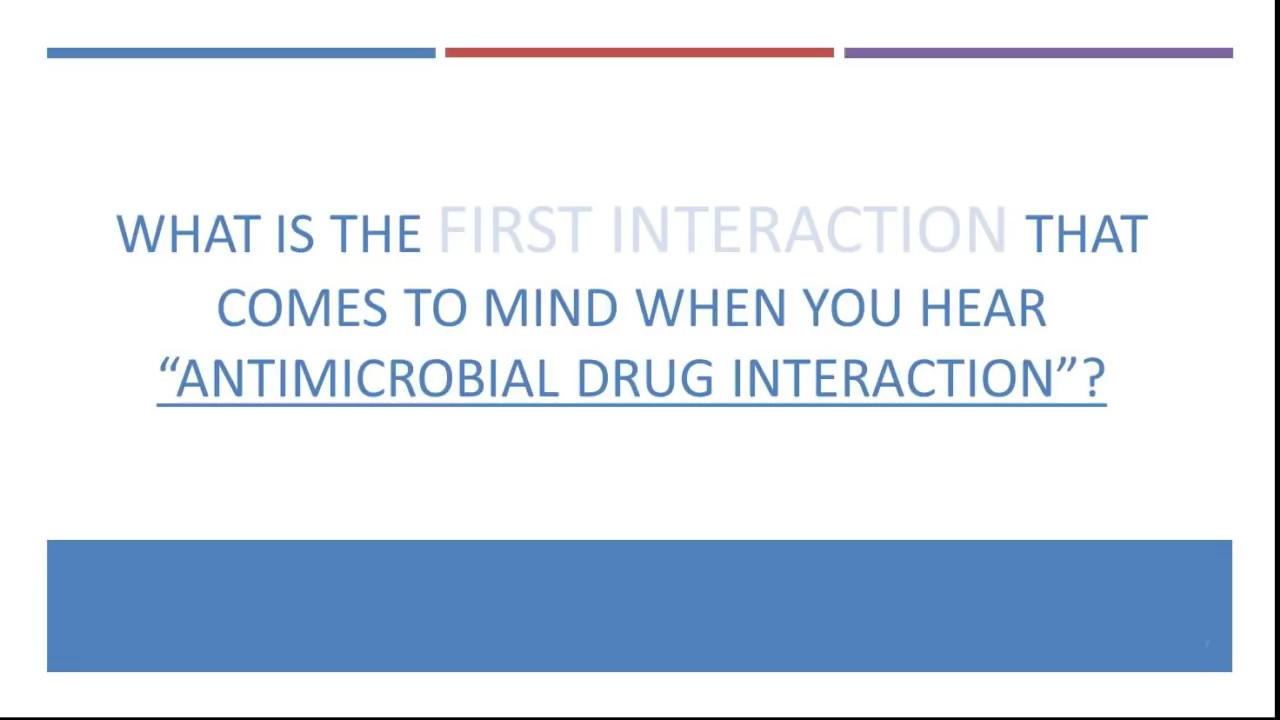 WHAT IS THE FIRST INTERACTION THAT
COMES TO MIND WHEN YOU HEAR
“ANTIMICROBIAL DRUG INTERACTION”?